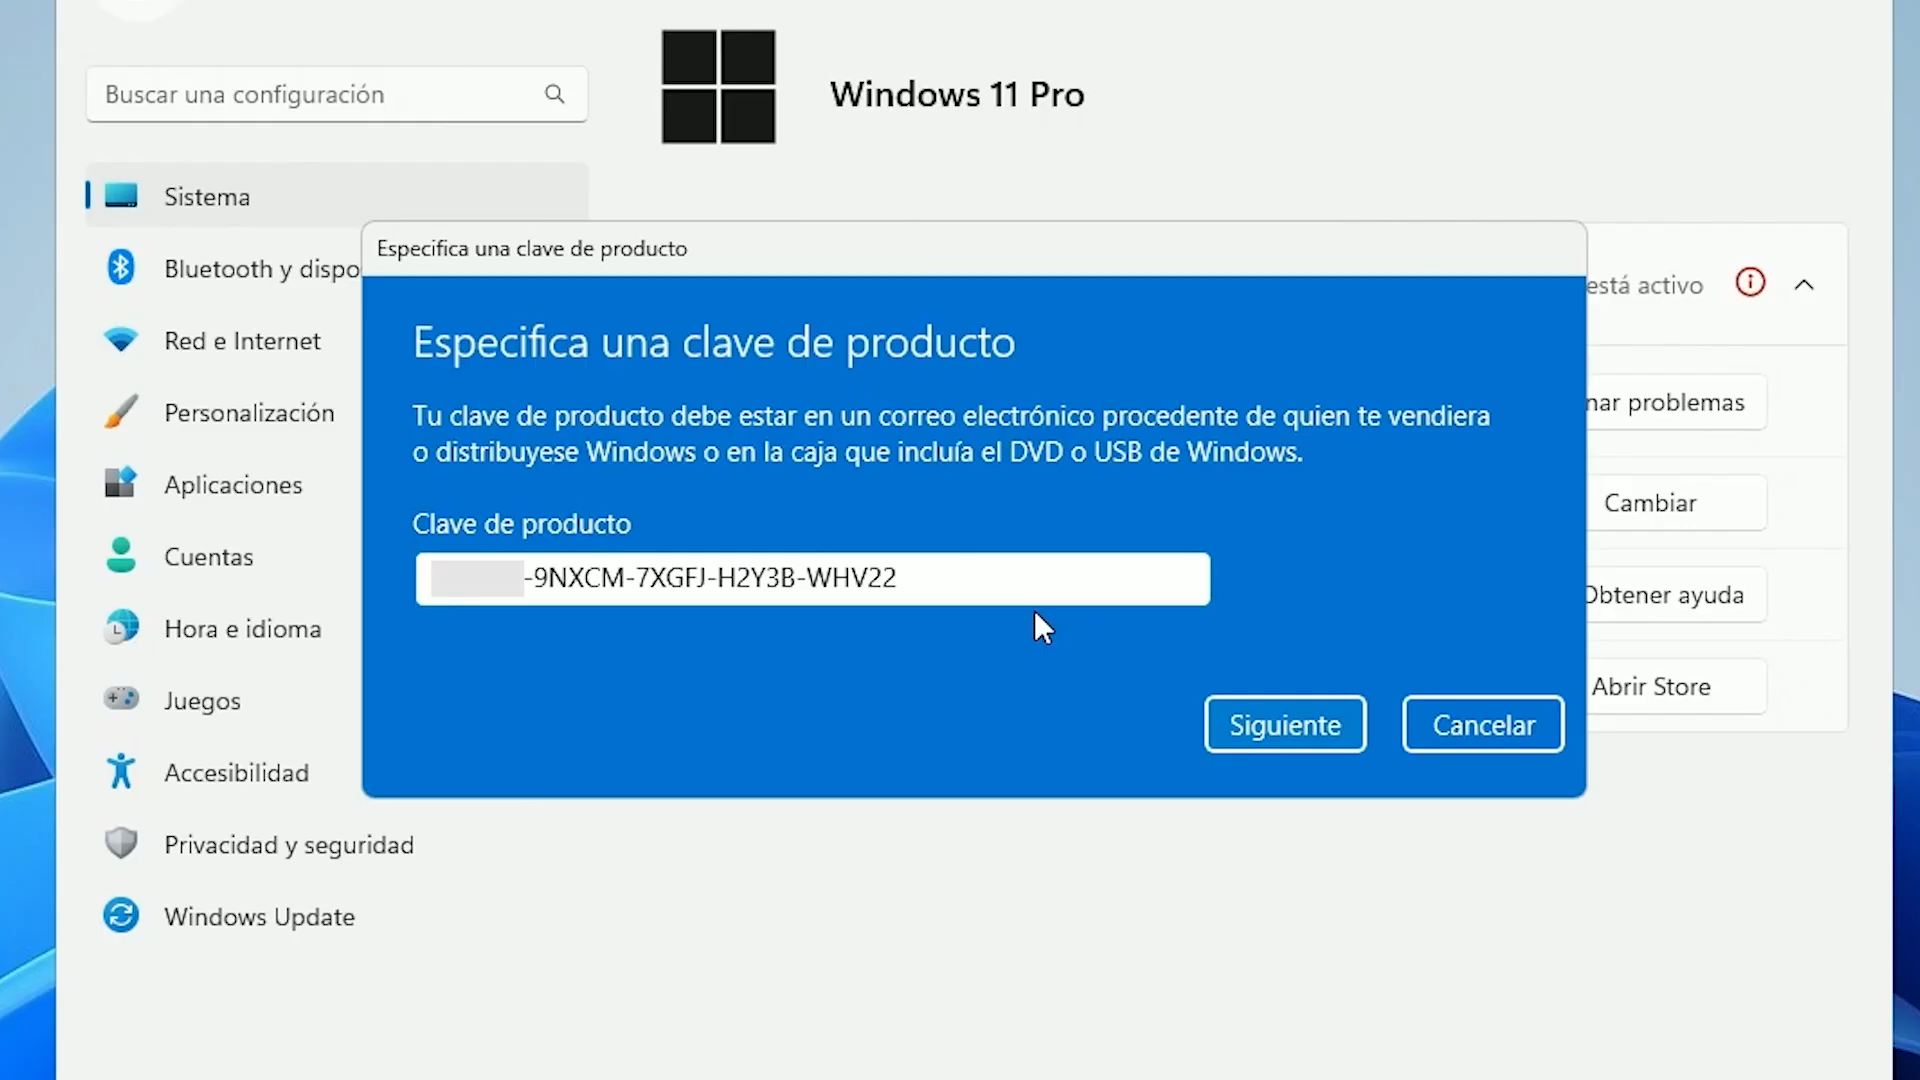 Buscar una configuración
Windows 11 Pro
Sistema
Bluetooth y dispo
Red e Internet
Personalización
Aplicaciones
Cuentas
Hora e idioma
Juegos
Accesibilidad
Privacidad y seguridad
Windows Update
Especifica una clave de producto
Especifica una clave de producto
Tu clave de producto debe estar en un correo electrónico procedente de quien te vendiera
o distribuyese Windows o en la caja que incluía el DVD o USB de Windows.
Clave de producto
-9NXCM-7XGFJ-H2Y3B-WHV22
Siguiente
Cancelar
está activo
nar problemas
Cambiar
Obtener ayuda
Abrir Store